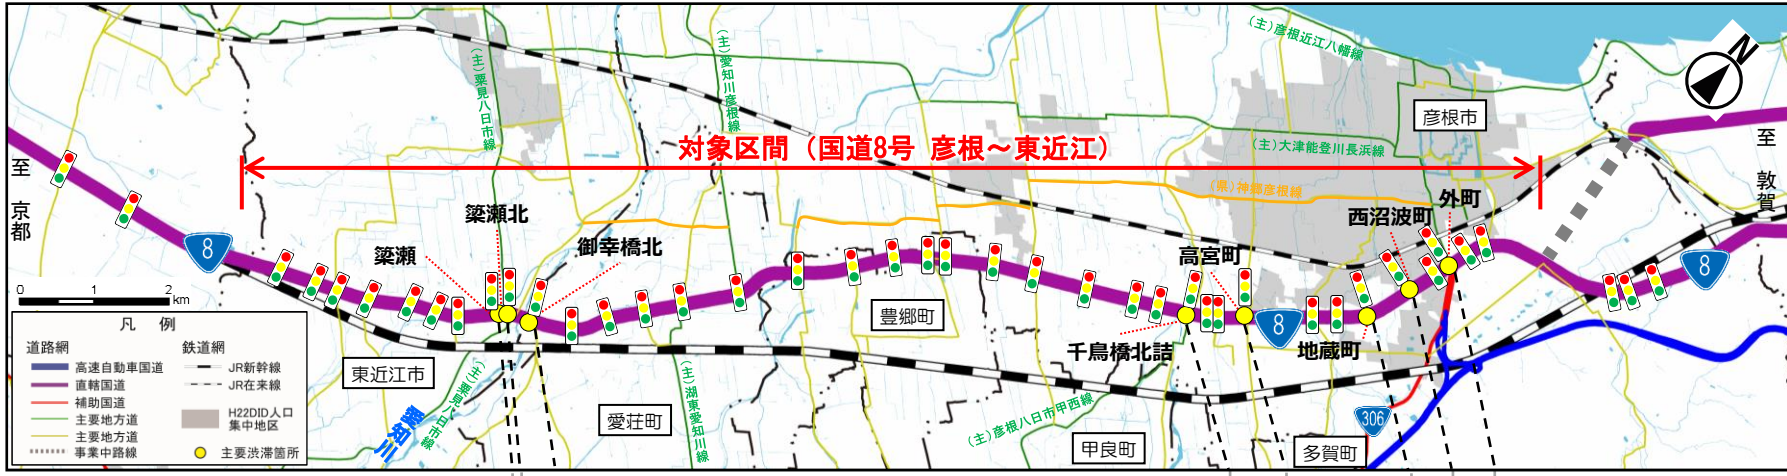 (主)彦根近江八幡線
N
(主)粟見八日市線
(主)愛知川彦根線
彦根市
至 敦賀
対象区間（国道8号 彦根～東近江）
(主)大津能登川長浜線
至 京都
(県)神郷彦根線
簗瀬北
西沼波町
外町
簗瀬
御幸橋北
高宮町
8
8
0 1 2 km
豊郷町
8
千鳥橋北詰
地蔵町
凡 例
道路網
高速自動車国道
直轄国道
補助国道
主要地方道
主要地方道
事業中路線
鉄道網
JR新幹線
JR在来線
H22DID人口
集中地区
主要渋滞箇所
東近江市
(主)粟見八日市線
愛知川
愛荘町
(主)湖東愛知川線
(主)彦根八日市甲西線
甲良町
306
多賀町